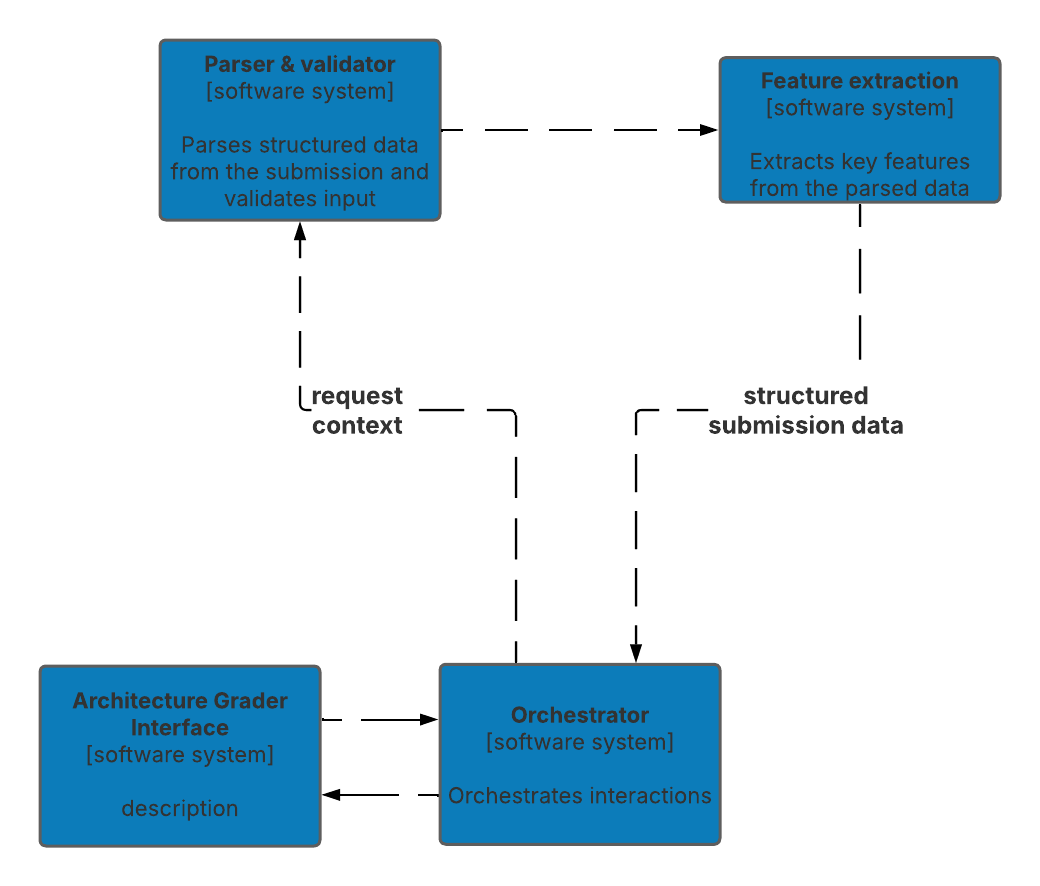 Parser & validator
[software system]
Parses structured data
from the submission and
validates input
Feature extraction
[software system]
Extracts key features
from the parsed data
request
context
structured
submission data
Architecture Grader
Interface
[software system]
description
Orchestrator
[software system]
Orchestrates interactions